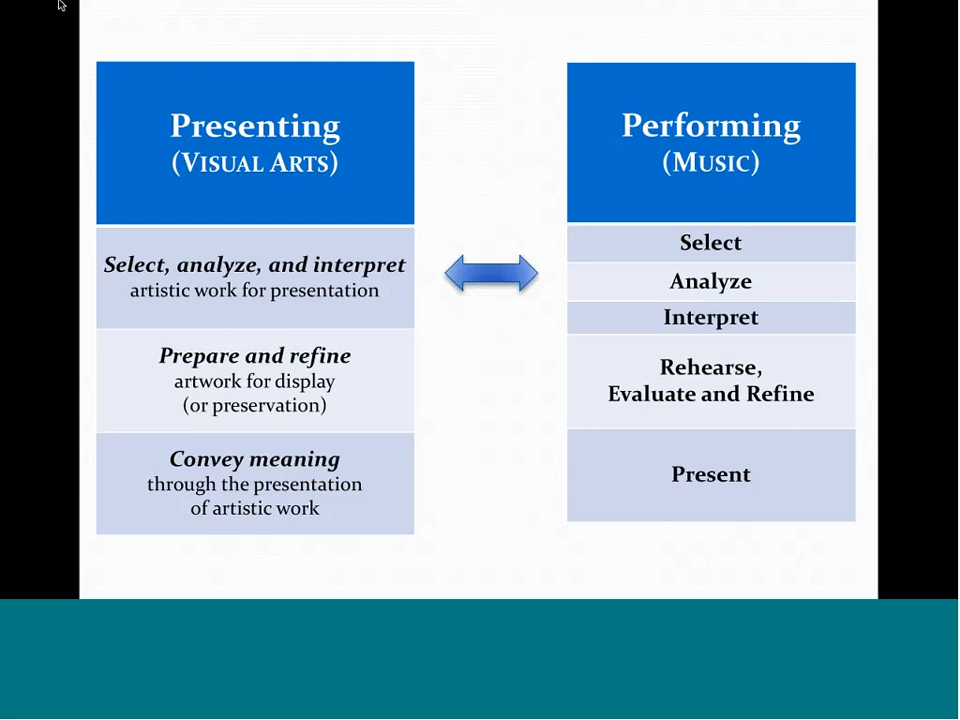 Presenting
(VISUAL ARTS)
Select, analyze, and interpret
artistic work for presentation
Prepare and refine
artwork for display
(or preservation)
Convey meaning
through the presentation
of artistic work
Performing
(MUSIC)
Select
Analyze
Interpret
Rehearse,
Evaluate and Refine
Present